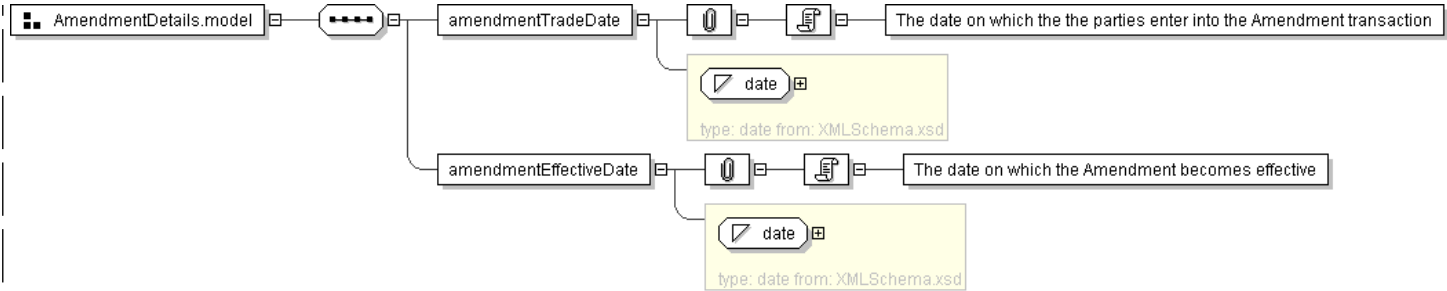 AmendmentDetails.model
amendmentTradeDate
The date on which the the parties enter into the Amendment transaction
date
type: date from: XMLSchema.xsd
amendmentEffectiveDate
The date on which the Amendment becomes effective
date
type: date from: XMLSchema.xsd